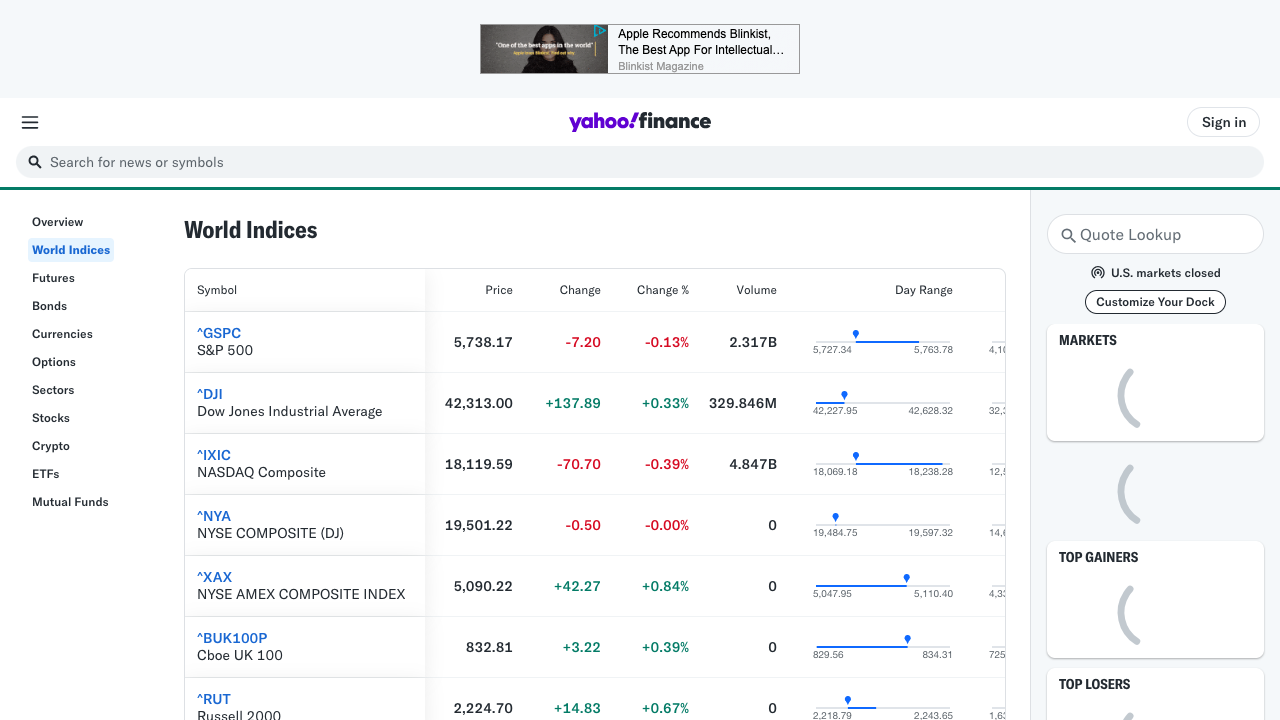 "One of the best apps in the world"
Apple Recommends Blinkist,
The Best App For Intellectual…
Blinkist Magazine
yahoo!finance
Sign in
Search for news or symbols
Overview
World Indices
Futures
Bonds
Currencies
Options
Sectors
Stocks
Crypto
ETFs
Mutual Funds
World Indices
Symbol Price Change Change % Volume Day Range
^GSPC
S&P 500
5,738.17 -7.20 -0.13% 2.317B
5,727.34 5,763.78
^DJI
Dow Jones Industrial Average
42,313.00 +137.89 +0.33% 329.846M
42,227.95 42,628.32
^IXIC
NASDAQ Composite
18,119.59 -70.70 -0.39% 4.847B
18,069.18 18,238.28
^NYA
NYSE COMPOSITE (DJ)
19,501.22 -0.50 -0.00% 0
19,484.75 19,597.32
^XAX
NYSE AMEX COMPOSITE INDEX
5,090.22 +42.27 +0.84% 0
5,047.95 5,110.40
^BUK100P
Cboe UK 100
832.81 +3.22 +0.39% 0
829.56 834.31
^RUT
Russell 2000
2,224.70 +14.83 +0.67% 0
2,218.79 2,243.65
Quote Lookup
U.S. markets closed
Customize Your Dock
MARKETS
TOP GAINERS
TOP LOSERS